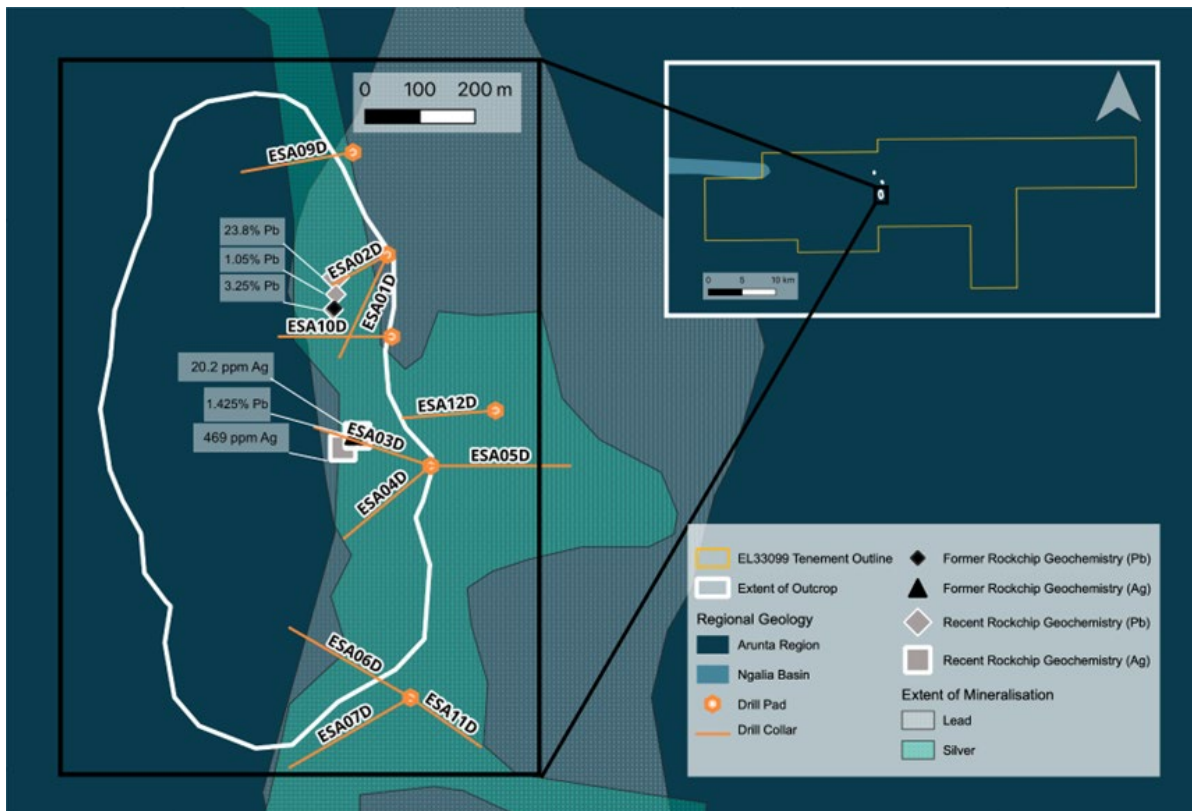 0 100 200 m
ESA09D
23.8% Pb
1.05% Pb
3.25% Pb
ESA02D
ESA01D
ESA10D
20.2 ppm Ag
1.425% Pb
469 ppm Ag
ESA12D
ESA03D
ESA05D
ESA04D
ESA06D
ESA07D
ESA11D
0 5 10 km
EL33099 Tenement Outline
Extent of Outcrop
Regional Geology
Arunta Region
Ngalia Basin
Drill Pad
Drill Collar
Former Rockchip Geochemistry (Pb)
Former Rockchip Geochemistry (Ag)
Recent Rockchip Geochemistry (Pb)
Recent Rockchip Geochemistry (Ag)
Extent of Mineralisation
Lead
Silver